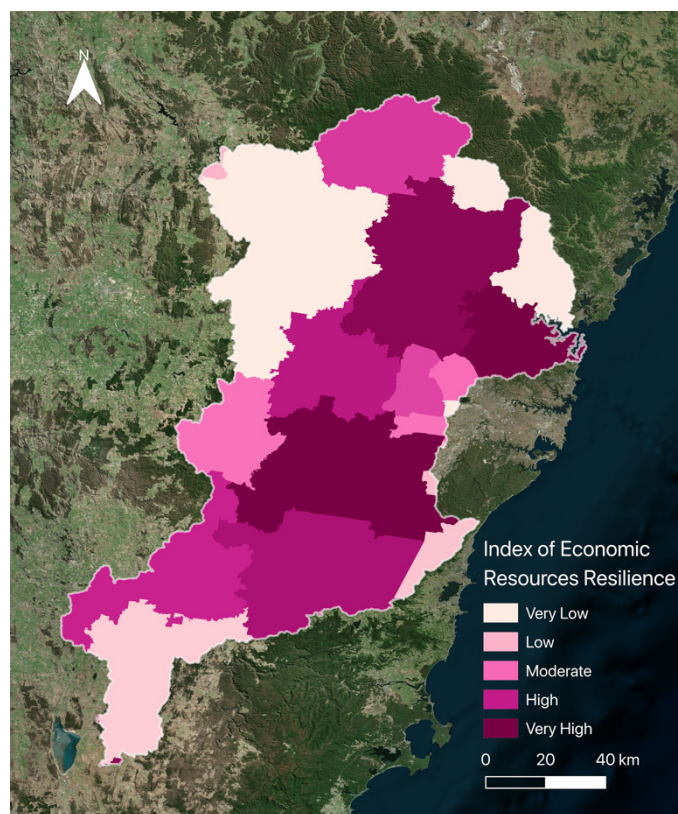 N
Index of Economic
Resources Resilience
Very Low
Low
Moderate
High
Very High
0 20 40 km